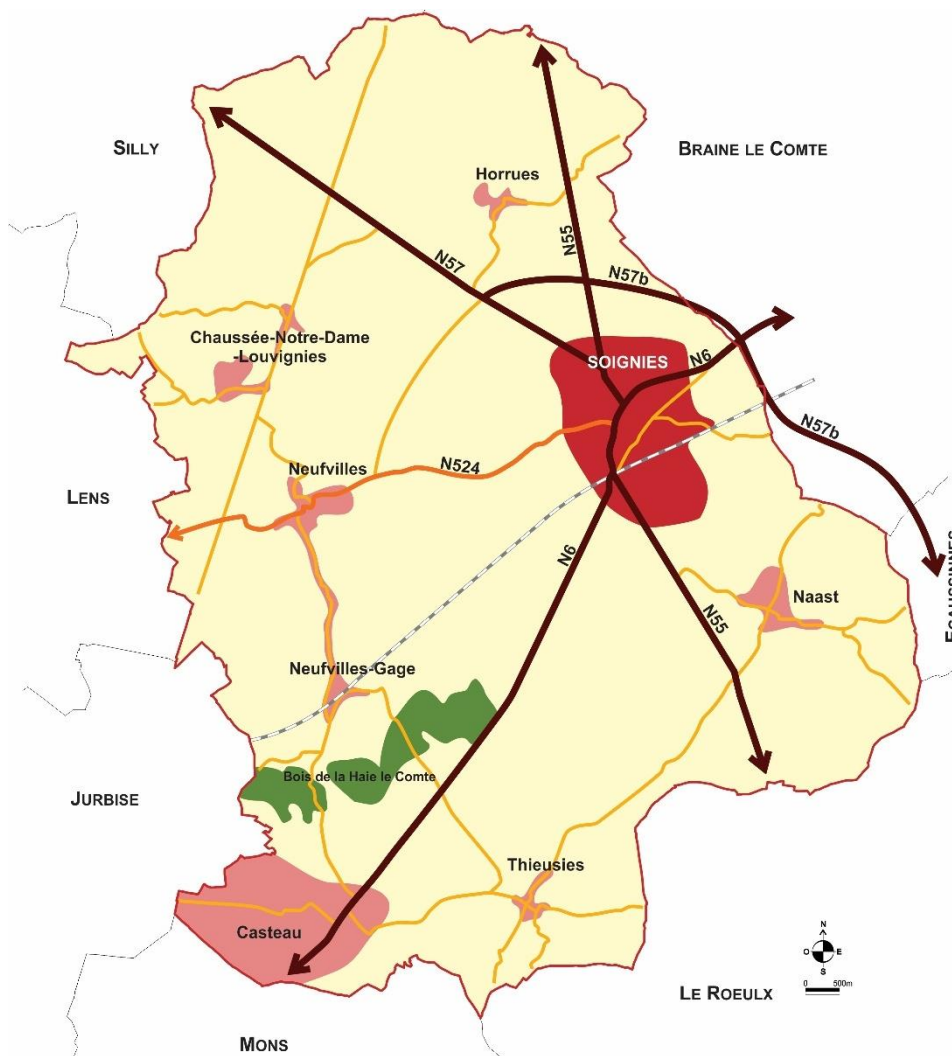 SILLY
BRAINE LE COMTE
Horrues
N55
N57
N57b
Chaussée-Notre-Dame
-Louvignies
SOIGNIES
N6
N57b
Neufvilles
N524
LENS
ECAUSSINNES
N6
Naast
N55
Neufvilles-Gage
Bois de la Haie le Comte
JURBISE
Thieusies
Casteau
N
O E
S
500m
0
LE ROEULX
MONS